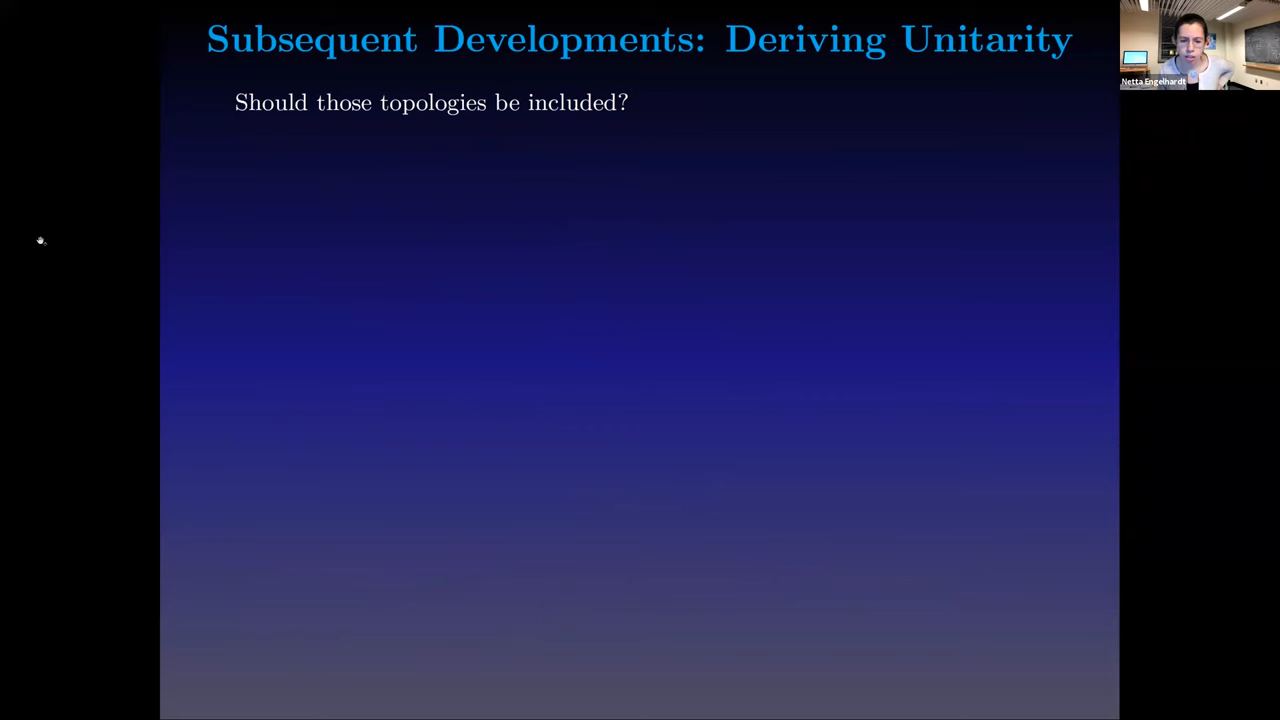 Subsequent Developments: Deriving Unitarity
Should those topologies be included?
Netta Engelhardt